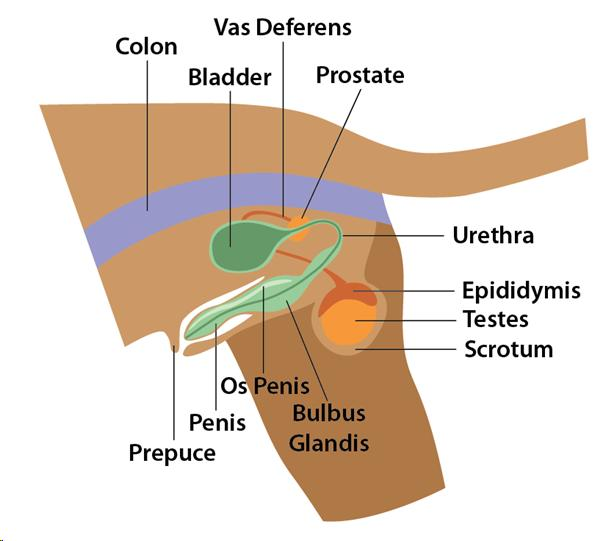 Vas Deferens
Colon
Bladder
Prostate
Urethra
Epididymis
Testes
Scrotum
Os Penis
Bulbus
Glandis
Penis
Prepuce